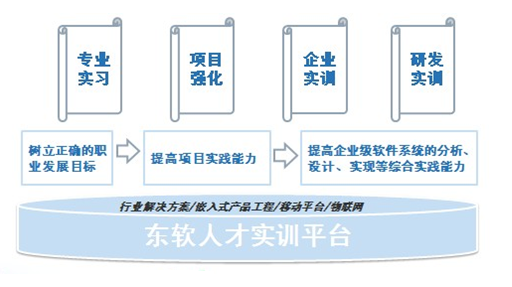 专业
实习
项目
强化
企业
实训
研发
实训
树立正确的职
业发展目标
提高项目实践能力
提高企业级软件系统的分析、
设计、实现等综合实践能力
行业解决方案/嵌入式产品工程/移动平台/物联网
东软人才实训平台